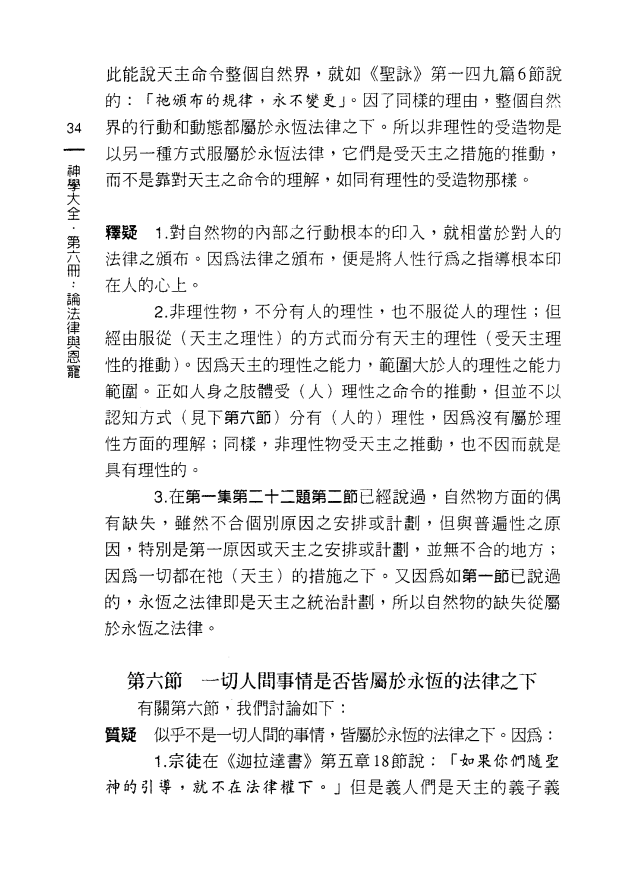 34
神學大全．第六冊：論法律與恩寵
此能說天主命令整個自然界，就如《聖詠》第一四九篇6節說
的：「祂頒布的規律，永不變更」。因了同樣的理由，整個自然
界的行動和動態都屬於永恆法律之下。所以非理性的受造物是
以另一種方式服屬於永恆法律，它們是受天主之措施的推動，
而不是靠對天主之命令的理解，如同有理性的受造物那樣。
釋疑　1.對自然物的內部之行動根本的印入，就相當於對人的
法律之頒布。因爲法律之頒布，便是將人性行爲之指導根本印
在人的心上。
2.非理性物，不分有人的理性，也不服從人的理性；但
經由服從（天主之理性）的方式而分有天主的理性（受天主理
性的推動）。因爲天主的理性之能力，範圍大於人的理性之能力
範圍。正如人身之肢體受（人）理性之命令的推動，但並不以
認知方式（見下第六節）分有（人的）理性，因爲沒有屬於理
性方面的理解；同樣，非理性物受天主之推動，也不因而就是
具有理性的。
3.在第一集第二十二題第二節已經說過，自然物方面的偶
有缺失，雖然不合個別原因之安排或計劃，但與普遍性之原
因，特別是第一原因或天主之安排或計劃，並無不合的地方；
因爲一切都在祂（天主）的措施之下。又因爲如第一節已說過
的，永恆之法律即是天主之統治計劃，所以自然物的缺失從屬
於永恆之法律。
第六節　一切人間事情是否皆屬於永恆的法律之下
有關第六節，我們討論如下：
質疑　似乎不是一切人間的事情，皆屬於永恆的法律之下。因爲：
1.宗徒在《迦拉達書》第五章18節說：「如果你們隨聖
神的引導，就不在法律權下。」但是義人們是天主的義子義